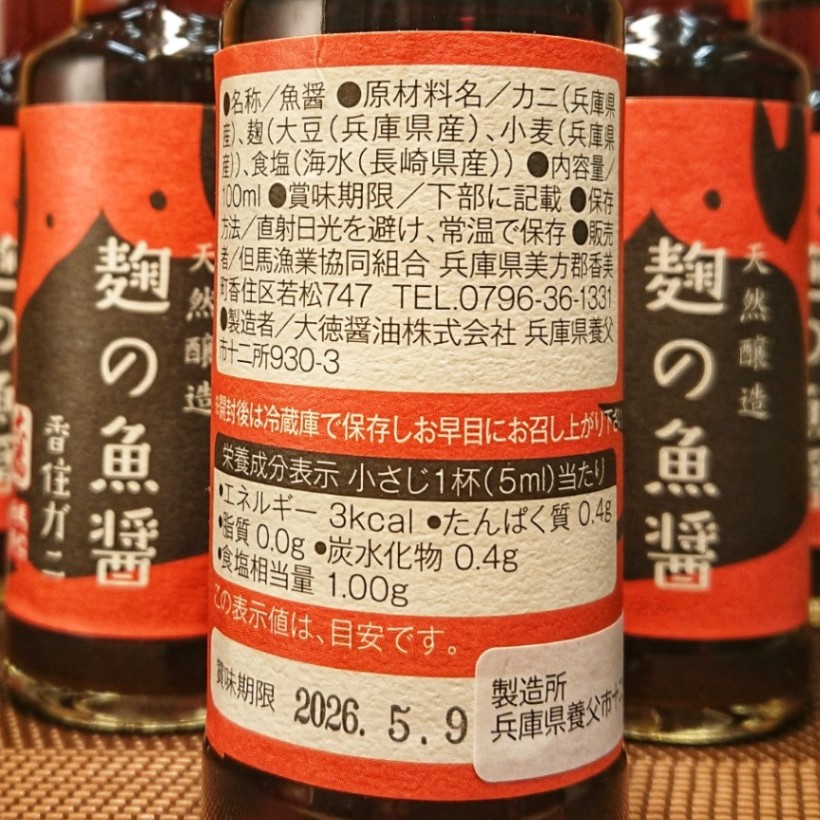 ●名称／魚醤 ●原材料名／カニ(兵庫県
産)、麹(大豆(兵庫県産)、小麦(兵庫県
産))、食塩(海水(長崎県産)) ●内容量/
100ml ●賞味期限／下部に記載 ●保存
方法／直射日光を避け、常温で保存 ●販売
者／但馬漁業協同組合 兵庫県美方郡香美
町香住区若松747 TEL.0796-36-1331
●製造者／大徳醤油株式会社 兵庫県養父
市十二所930-3
開封後は冷蔵庫で保存しお早目にお召し上がり下さい
栄養成分表示 小さじ1杯(5ml)当たり
•エネルギー 3kcal •たんぱく質 0.4g
•脂質 0.0g •炭水化物 0.4g
•食塩相当量 1.00g
この表示値は、目安です。
賞味期限 2026. 5. 9
製造所
兵庫県養父市十二
天然醸造
麹の魚醤
香住ガニ
天然醸造
麹の魚醤
の魚醤